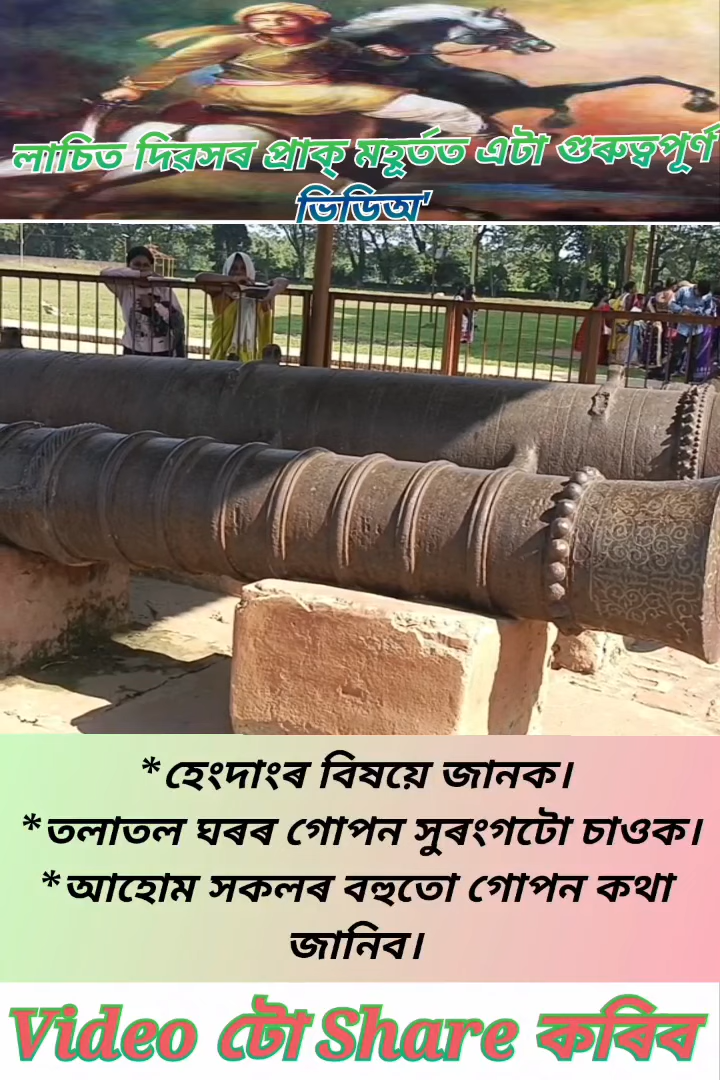 লাচিত দিৱসৰ প্ৰাক্ মহূৰ্তত এটা গুৰুত্বপূৰ্ণ
ভিডিঅ'
*হেংদাংৰ বিষয়ে জানক।
*তলাতল ঘৰৰ গোপন সুৰংগটো চাওক।
*আহোম সকলৰ বহুতো গোপন কথা
জানিব।
Video টো Share কৰিব